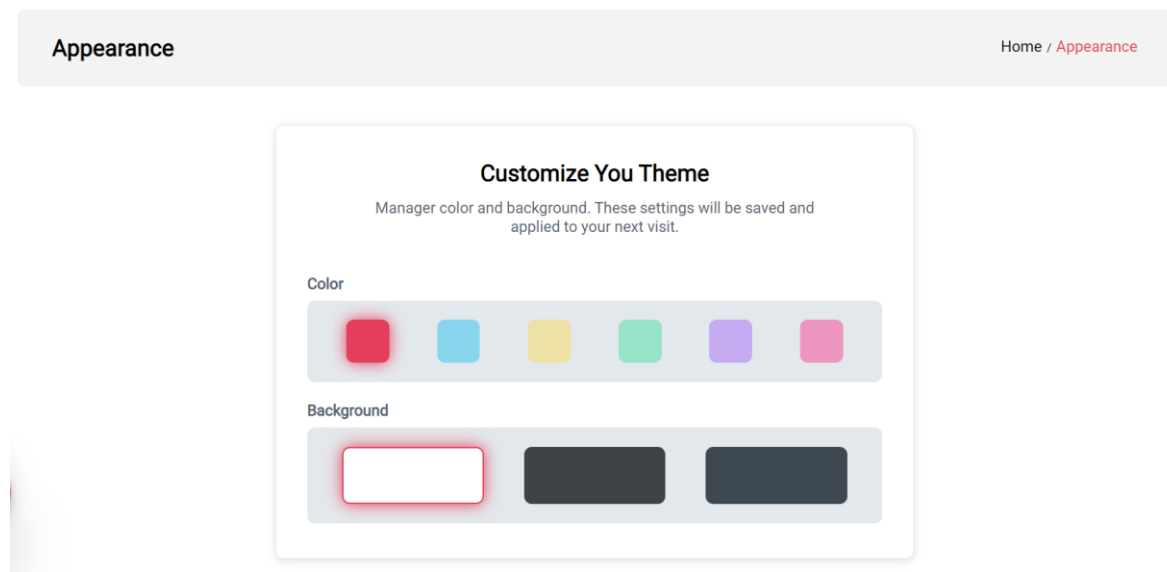 Appearance
Home / Appearance
Customize You Theme
Manager color and background. These settings will be saved and
applied to your next visit.
Color
Background